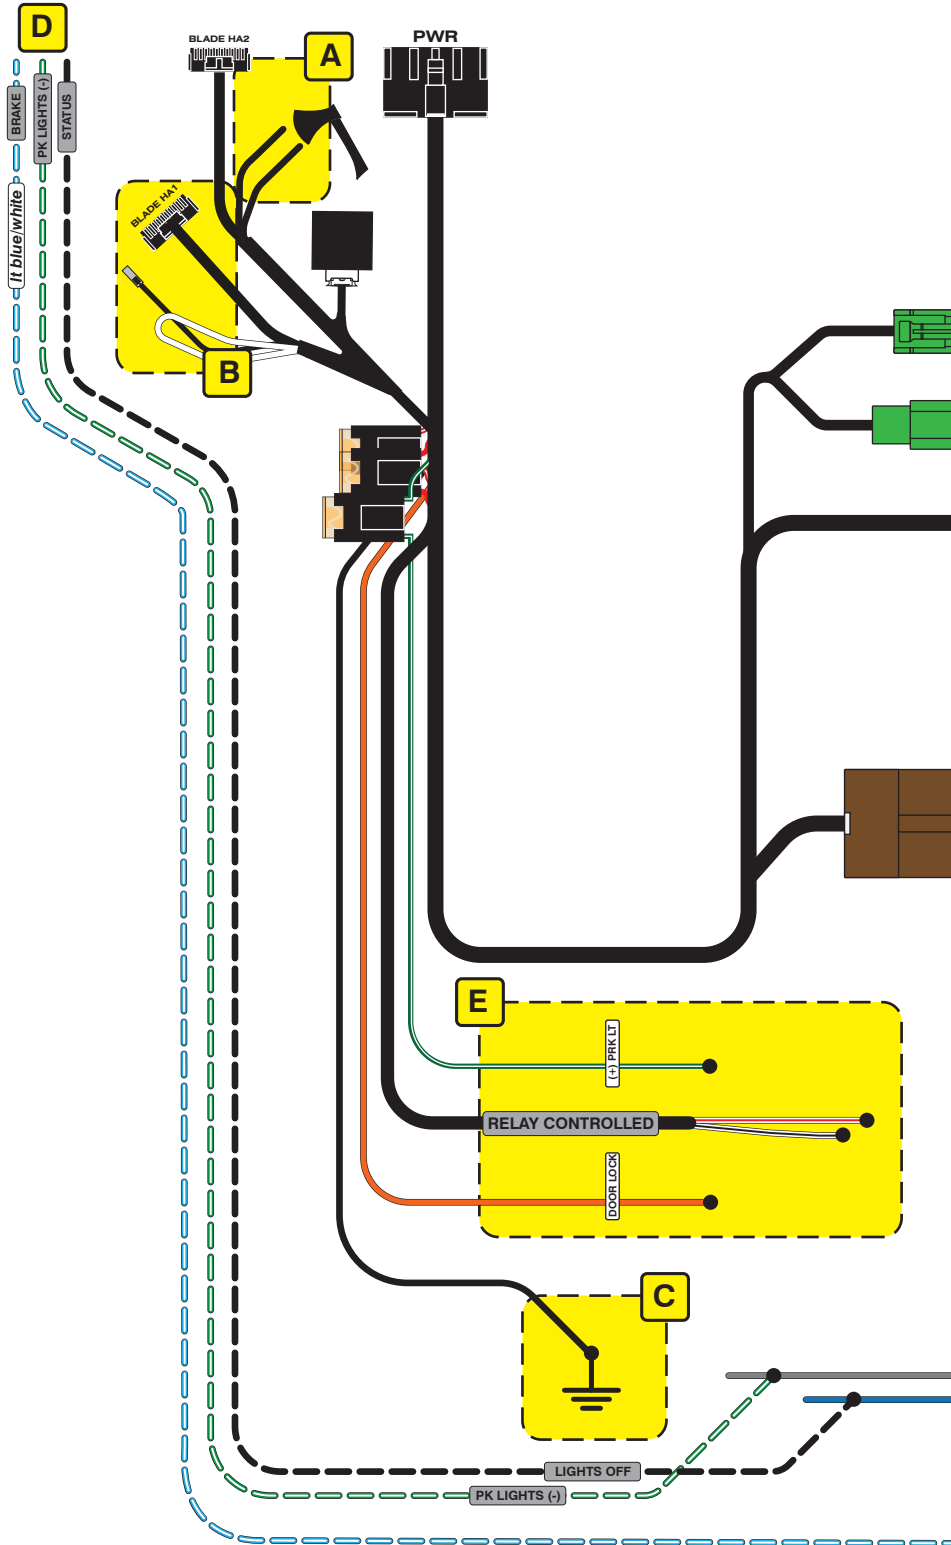 D
BLADE HA2
A
PWR
BRAKE
PK LIGHTS (-)
STATUS
lt blue/white
BLADE HA1
B
E
(+) PRK LT
RELAY CONTROLLED
DOOR LOCK
C
LIGHTS OFF
PK LIGHTS (-)